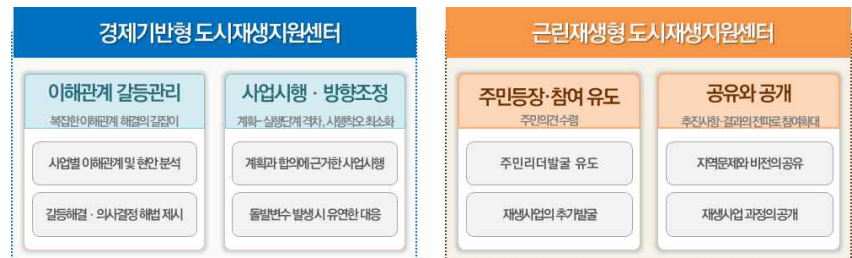 경제기반형 도시재생지원센터
이해관계 갈등관리
복잡한 이해관계 해결의 길잡이
사업별 이해관계 및 현안 분석
갈등해결 · 의사결정 해법 제시
사업시행 · 방향조정
계획-실행단계 격차, 시행착오 최소화
계획과 합의에 근거한 사업시행
돌발변수 발생 시 유연한 대응
근린재생형 도시재생지원센터
주민등장·참여 유도
주민의견 수렴
주민리더발굴 유도
재생사업의 추가발굴
공유와 공개
추진사항·결과의 전파로 참여확대
지역문제와 비전의 공유
재생사업 과정의 공개